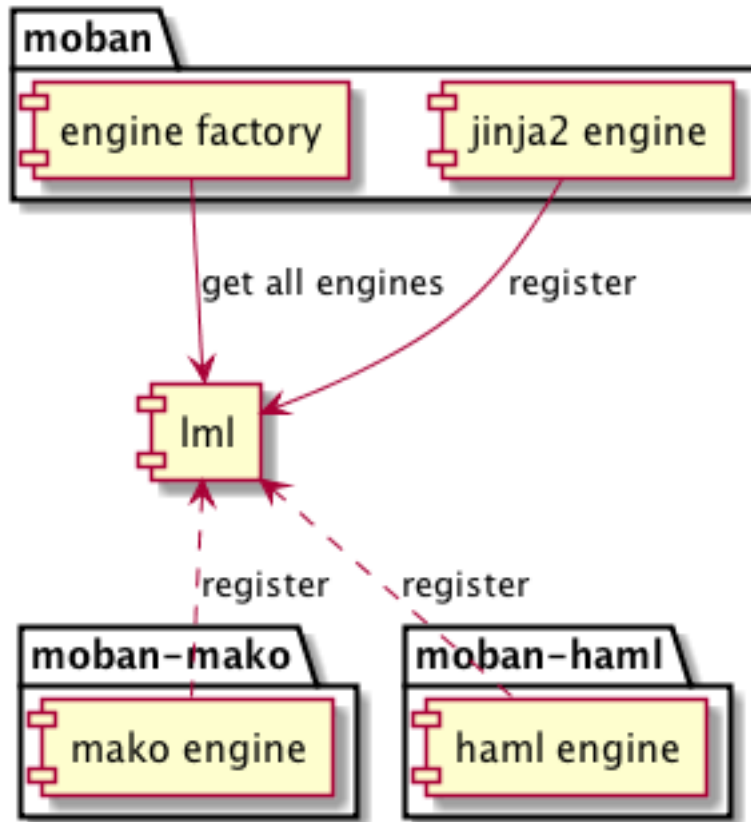 moban
engine factory
jinja2 engine
get all engines
register
lml
register
register
moban-mako
moban-haml
mako engine
haml engine